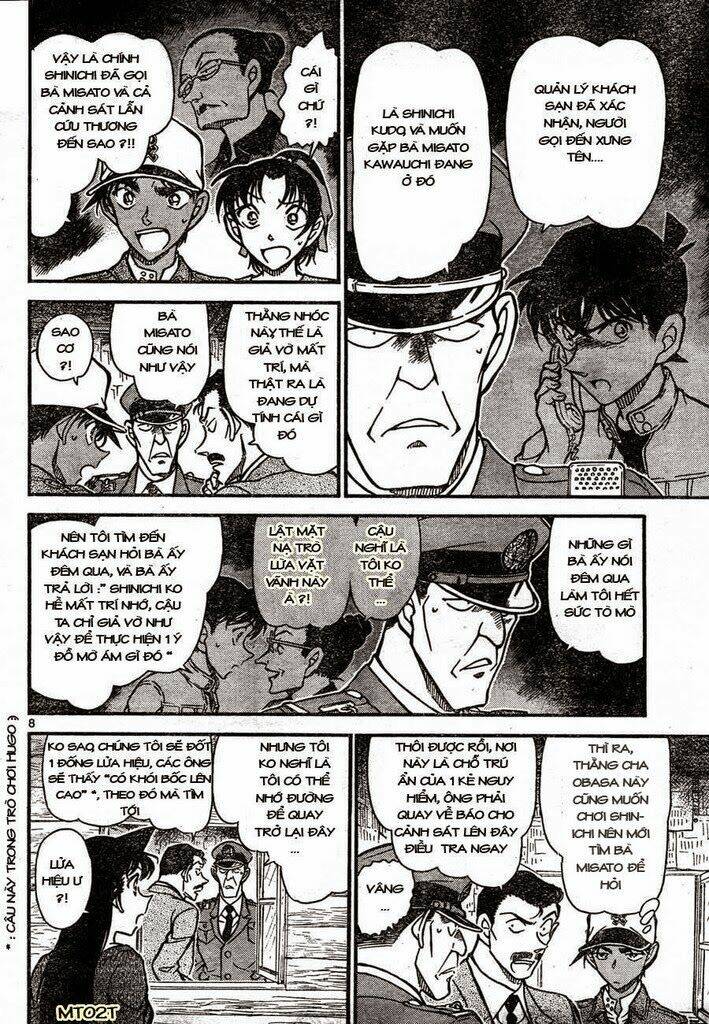 QUẢN LÝ KHÁCH
SẠN ĐÃ XÁC
NHẬN, NGƯỜI
GỌI ĐẾN XƯNG
TÊN....
LÀ SHINICHI
KUDO, VÀ MUỐN
GẶP BÀ MISATO
KAWAUCHI ĐANG
Ở ĐÓ
CÁI
GÌ
CHỨ
?!
VẬY LÀ CHÍNH
SHINICHI ĐÃ GỌI
BÀ MISATO VÀ CẢ
CẢNH SÁT LẪN
CỨU THƯƠNG
ĐẾN SAO ?!!
THẰNG NHÓC
NÀY, THẾ LÀ
GIẢ VỜ MẤT
TRÍ, MÀ
THẬT RA LÀ
ĐANG DỰ
TÍNH CÁI GÌ
ĐÓ
BÀ
MISATO
CŨNG NÓI
NHƯ VẬY
SAO
CƠ
?!
NHỮNG GÌ
BÀ ẤY NÓI
ĐÊM QUA
LÀM TÔI HẾT
SỨC TÒ MÒ
CẬU
NGHĨ LÀ
TÔI KO
THỂ
...
LẬT MẶT
NẠ TRÒ
LỪA VẶT
VÃNH NÀY
À ?!
NÊN TÔI TÌM ĐẾN
KHÁCH SẠN HỎI BÀ ẤY
ĐÊM QUA, VÀ BÀ ẤY
TRẢ LỜI :" SHINICHI KO
HỀ MẤT TRÍ NHỚ, CẬU
TA CHỈ GIẢ VỜ NHƯ
VẬY ĐỂ THỰC HIỆN 1 Ý
ĐỒ MỜ ÁM GÌ ĐÓ "
8
THÌ RA,
THẰNG CHA
OBASA NÀY
CŨNG MUỐN
CHƠI SHIN-
ICHI NÊN MỚI
TÌM BÀ
MISATO ĐỂ
HỎI
THÔI ĐƯỢC RỒI, NƠI NÀY
LÀ CHỖ TRÚ
ẨN CỦA 1 KẺ NGUY
HIỂM, ÔNG PHẢI
QUAY VỀ BÁO CHO
CẢNH SÁT LÊN ĐÂY
ĐIỀU TRA NGAY
VÂNG
...
NHƯNG TÔI
KO NGHĨ LÀ
TÔI CÓ THỂ
NHỚ ĐƯỜNG
ĐỂ QUAY
TRỞ LẠI ĐÂY
...
KO SAO, CHÚNG TÔI SẼ ĐỐT
1 ĐỐNG LỬA HIỆU, CÁC ÔNG
SẼ THẤY "CÓ KHÓI BỐC LÊN
CAO" *, THEO ĐÓ MÀ TÌM
TỚI
LỬA
HIỆU Ư
?!
* : CÂU NÀY TRONG TRÒ CHƠI HUGO :)
MTO2T